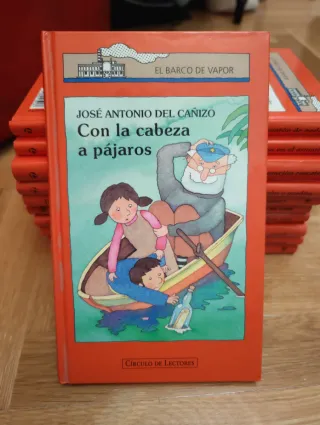 EL BARCO DE VAPOR
JOSÉ ANTONIO DEL CAÑIZO
Con la cabeza
a pájaros
CÍRCULO DE LECTORES